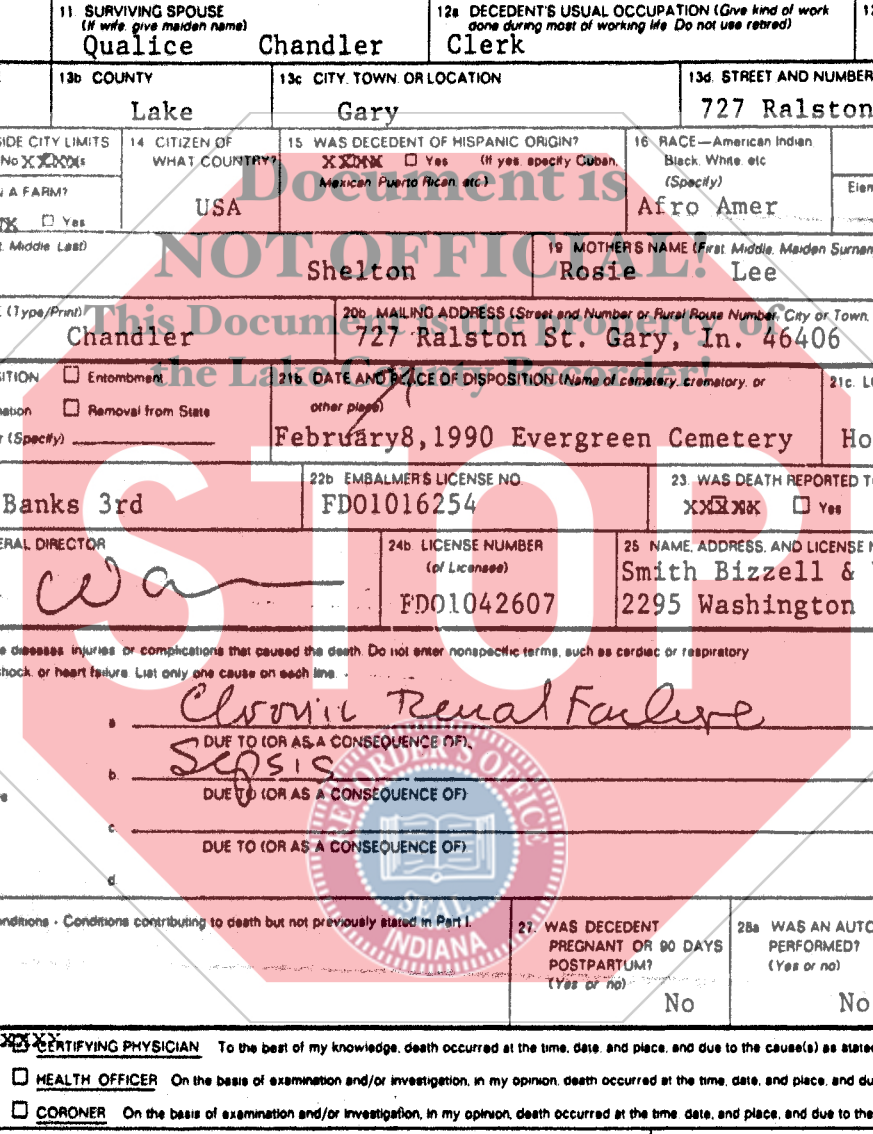 11 SURVIVING SPOUSE (If wife, give maiden name)
Qualice Chandler
12a DECEDENT'S USUAL OCCUPATION (Give kind of work done during most of working life. Do not use retired)
Clerk
13b COUNTY
Lake
13c CITY, TOWN, OR LOCATION
Gary
13d. STREET AND NUMBER
727 Ralston
SIDE CITY LIMITS
No XXXXX
N A FARM?
☐ Yes
14 CITIZEN OF WHAT COUNTRY?
USA
15 WAS DECEDENT OF HISPANIC ORIGIN?
XXXXX ☐ Yes (If yes, specify Cuban,
Mexican Puerto Rican, etc)
16 RACE—American Indian,
Black, White, etc
(Specify)
Afro Amer
Document is
NOT OFFICIAL!
This Document is the property of
the Lake County Recorder!
t. Middle Last)
Shelton
19 MOTHER'S NAME (First, Middle, Maiden Surnam
Rosie Lee
(Type/Print)
Chandler
20b. MAILING ADDRESS (Street and Number or Rural Route Number, City or Town,
727 Ralston St. Gary, In. 46406
SITION ☐ Entombment
☐ Removal from State
r (Specify)
21b DATE AND PLACE OF DISPOSITION (Name of cemetery, crematory, or
other place)
February8,1990 Evergreen Cemetery
21c. L
Ho
Banks 3rd
22b EMBALMER'S LICENSE NO.
FD01016254
23. WAS DEATH REPORTED T
☐ Yes
ERAL DIRECTOR
24b LICENSE NUMBER
(of Licensee)
FD01042607
25 NAME, ADDRESS, AND LICENSE
Smith Bizzell &
2295 Washington
STOP
e diseases injuries or complications that caused the death. Do not enter nonspecific terms, such as cardiac or respiratory
shock, or heart failure. List only one cause on each line.
a Chronic Renal Failure
DUE TO (OR AS A CONSEQUENCE OF).
b. Sepsis
DUE TO (OR AS A CONSEQUENCE OF)
c.
DUE TO (OR AS A CONSEQUENCE OF)
d.
RECORDER'S OFFICE
SEAL
INDIANA
onditions - Conditions contributing to death but not previously stated in Part I.
27. WAS DECEDENT
PREGNANT OR 90 DAYS
POSTPARTUM?
(Yes or no)
No
28a WAS AN AUTO
PERFORMED?
(Yes or no)
No
XXXX CERTIFYING PHYSICIAN To the best of my knowledge, death occurred at the time, date, and place, and due to the cause(s) as state
☐ HEALTH OFFICER On the basis of examination and/or investigation, in my opinion, death occurred at the time, date, and place, and du
☐ CORONER On the basis of examination and/or investigation, in my opinion, death occurred at the time, date, and place, and due to the